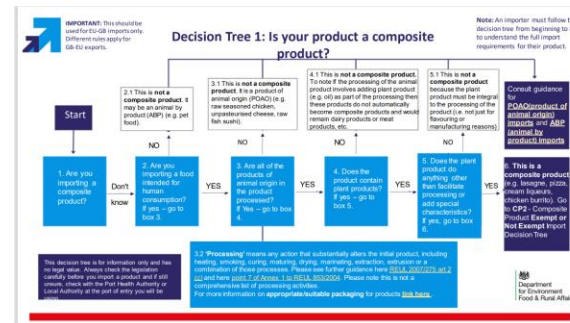 IMPORTANT: This should be
used for EU-GB imports only.
Different rules apply for
GB-EU exports.
Decision Tree 1: Is your product a composite
product?
Note: An importer must follow t
decision tree from beginning to
to understand the full import
requirements for their product.
Start
2.1 This is not a
composite product. It
may be an animal by
product (ABP) (e.g. pet
food).
3.1 This is not a composite
product. It is a product of
animal origin (POAO) (e.g.
raw seasoned chicken,
unpasteurised cheese, raw
fish sushi).
4.1 This is not a composite product.
To note if the processing of the animal
product involves adding plant product
(e.g. oil) as part of the processing then
these products do not automatically
become composite products and would
remain dairy products or meat
products, etc.
5.1 This is not a
composite product
because the plant
product must be integral
to the processing of the
product (i.e. not just for
flavouring or
manufacturing reasons)
Consult guidance
for
POAO(product of
animal origin)
imports and ABP
(animal by
product) imports
NO
NO
NO
NO
1. Are you
importing a
composite
product?
Don't
know
2. Are you
importing a food
intended for
human
consumption?
If yes – go to
box 3.
YES
3. Are all of the
products of
animal origin in
the product
processed?
If Yes – go to box
4.
YES
4. Does the
product contain
plant products?
If yes – go to
box 5.
YES
5. Does the plant
product do
anything other
than facilitate
processing or
add special
characteristics?
If yes, go to box
6.
YES
6. This is a
composite product
(e.g. lasagne, pizza,
cream liqueurs,
chicken burrito). Go
to CP2 - Composite
Product Exempt or
Not Exempt Import
Decision Tree
This decision tree is for information only and has
no legal value. Always check the legislation
carefully before you import a product and if still
unsure, check with the Port Health Authority or
Local Authority at the port of entry you will be
using.
3.2 'Processing' means any action that substantially alters the initial product, including
heating, smoking, curing, maturing, drying, marinating, extraction, extrusion or a
combination of those processes. Please see further guidance here REUL 2007/275 art 2
cc) and here point 7 of Annex 1 to REUL 853/2004. Please note this is not a
comprehensive list of processing activities.
For more information on appropriate/suitable packaging for products link here.
Department
for Environment
Food & Rural Affai